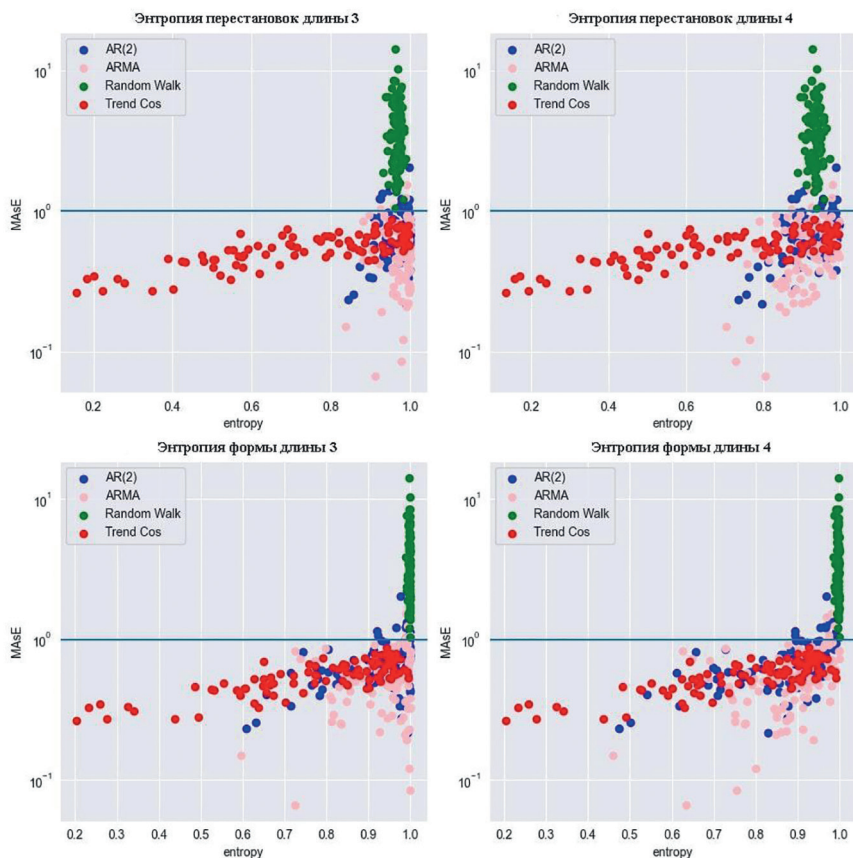 Энтропия перестановок длины 3
AR(2)
ARMA
Random Walk
Trend Cos
MAsE
10¹
10⁰
10⁻¹
0.2 0.4 0.6 0.8 1.0
entropy
Энтропия перестановок длины 4
AR(2)
ARMA
Random Walk
Trend Cos
MAsE
10¹
10⁰
10⁻¹
0.2 0.4 0.6 0.8 1.0
entropy
Энтропия формы длины 3
AR(2)
ARMA
Random Walk
Trend Cos
MAsE
10¹
10⁰
10⁻¹
0.2 0.3 0.4 0.5 0.6 0.7 0.8 0.9 1.0
entropy
Энтропия формы длины 4
AR(2)
ARMA
Random Walk
Trend Cos
MAsE
10¹
10⁰
10⁻¹
0.2 0.3 0.4 0.5 0.6 0.7 0.8 0.9 1.0
entropy